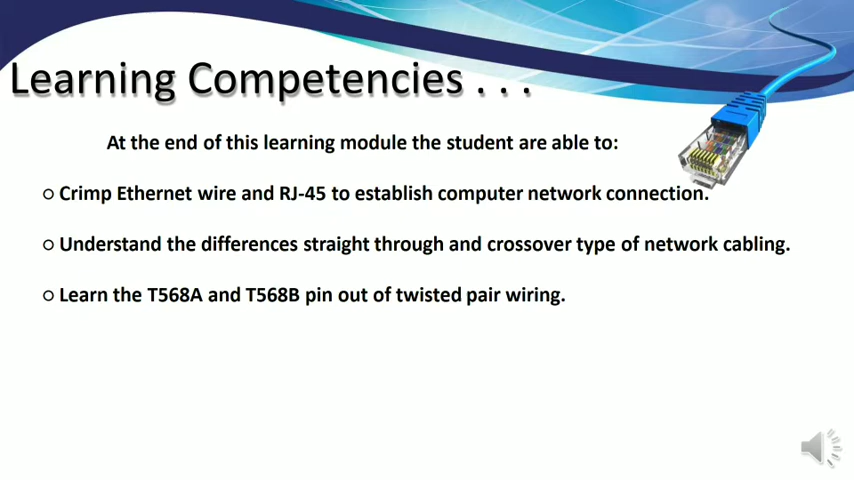 Learning Competencies . . .
At the end of this learning module the student are able to:
○ Crimp Ethernet wire and RJ-45 to establish computer network connection.
○ Understand the differences straight through and crossover type of network cabling.
○ Learn the T568A and T568B pin out of twisted pair wiring.